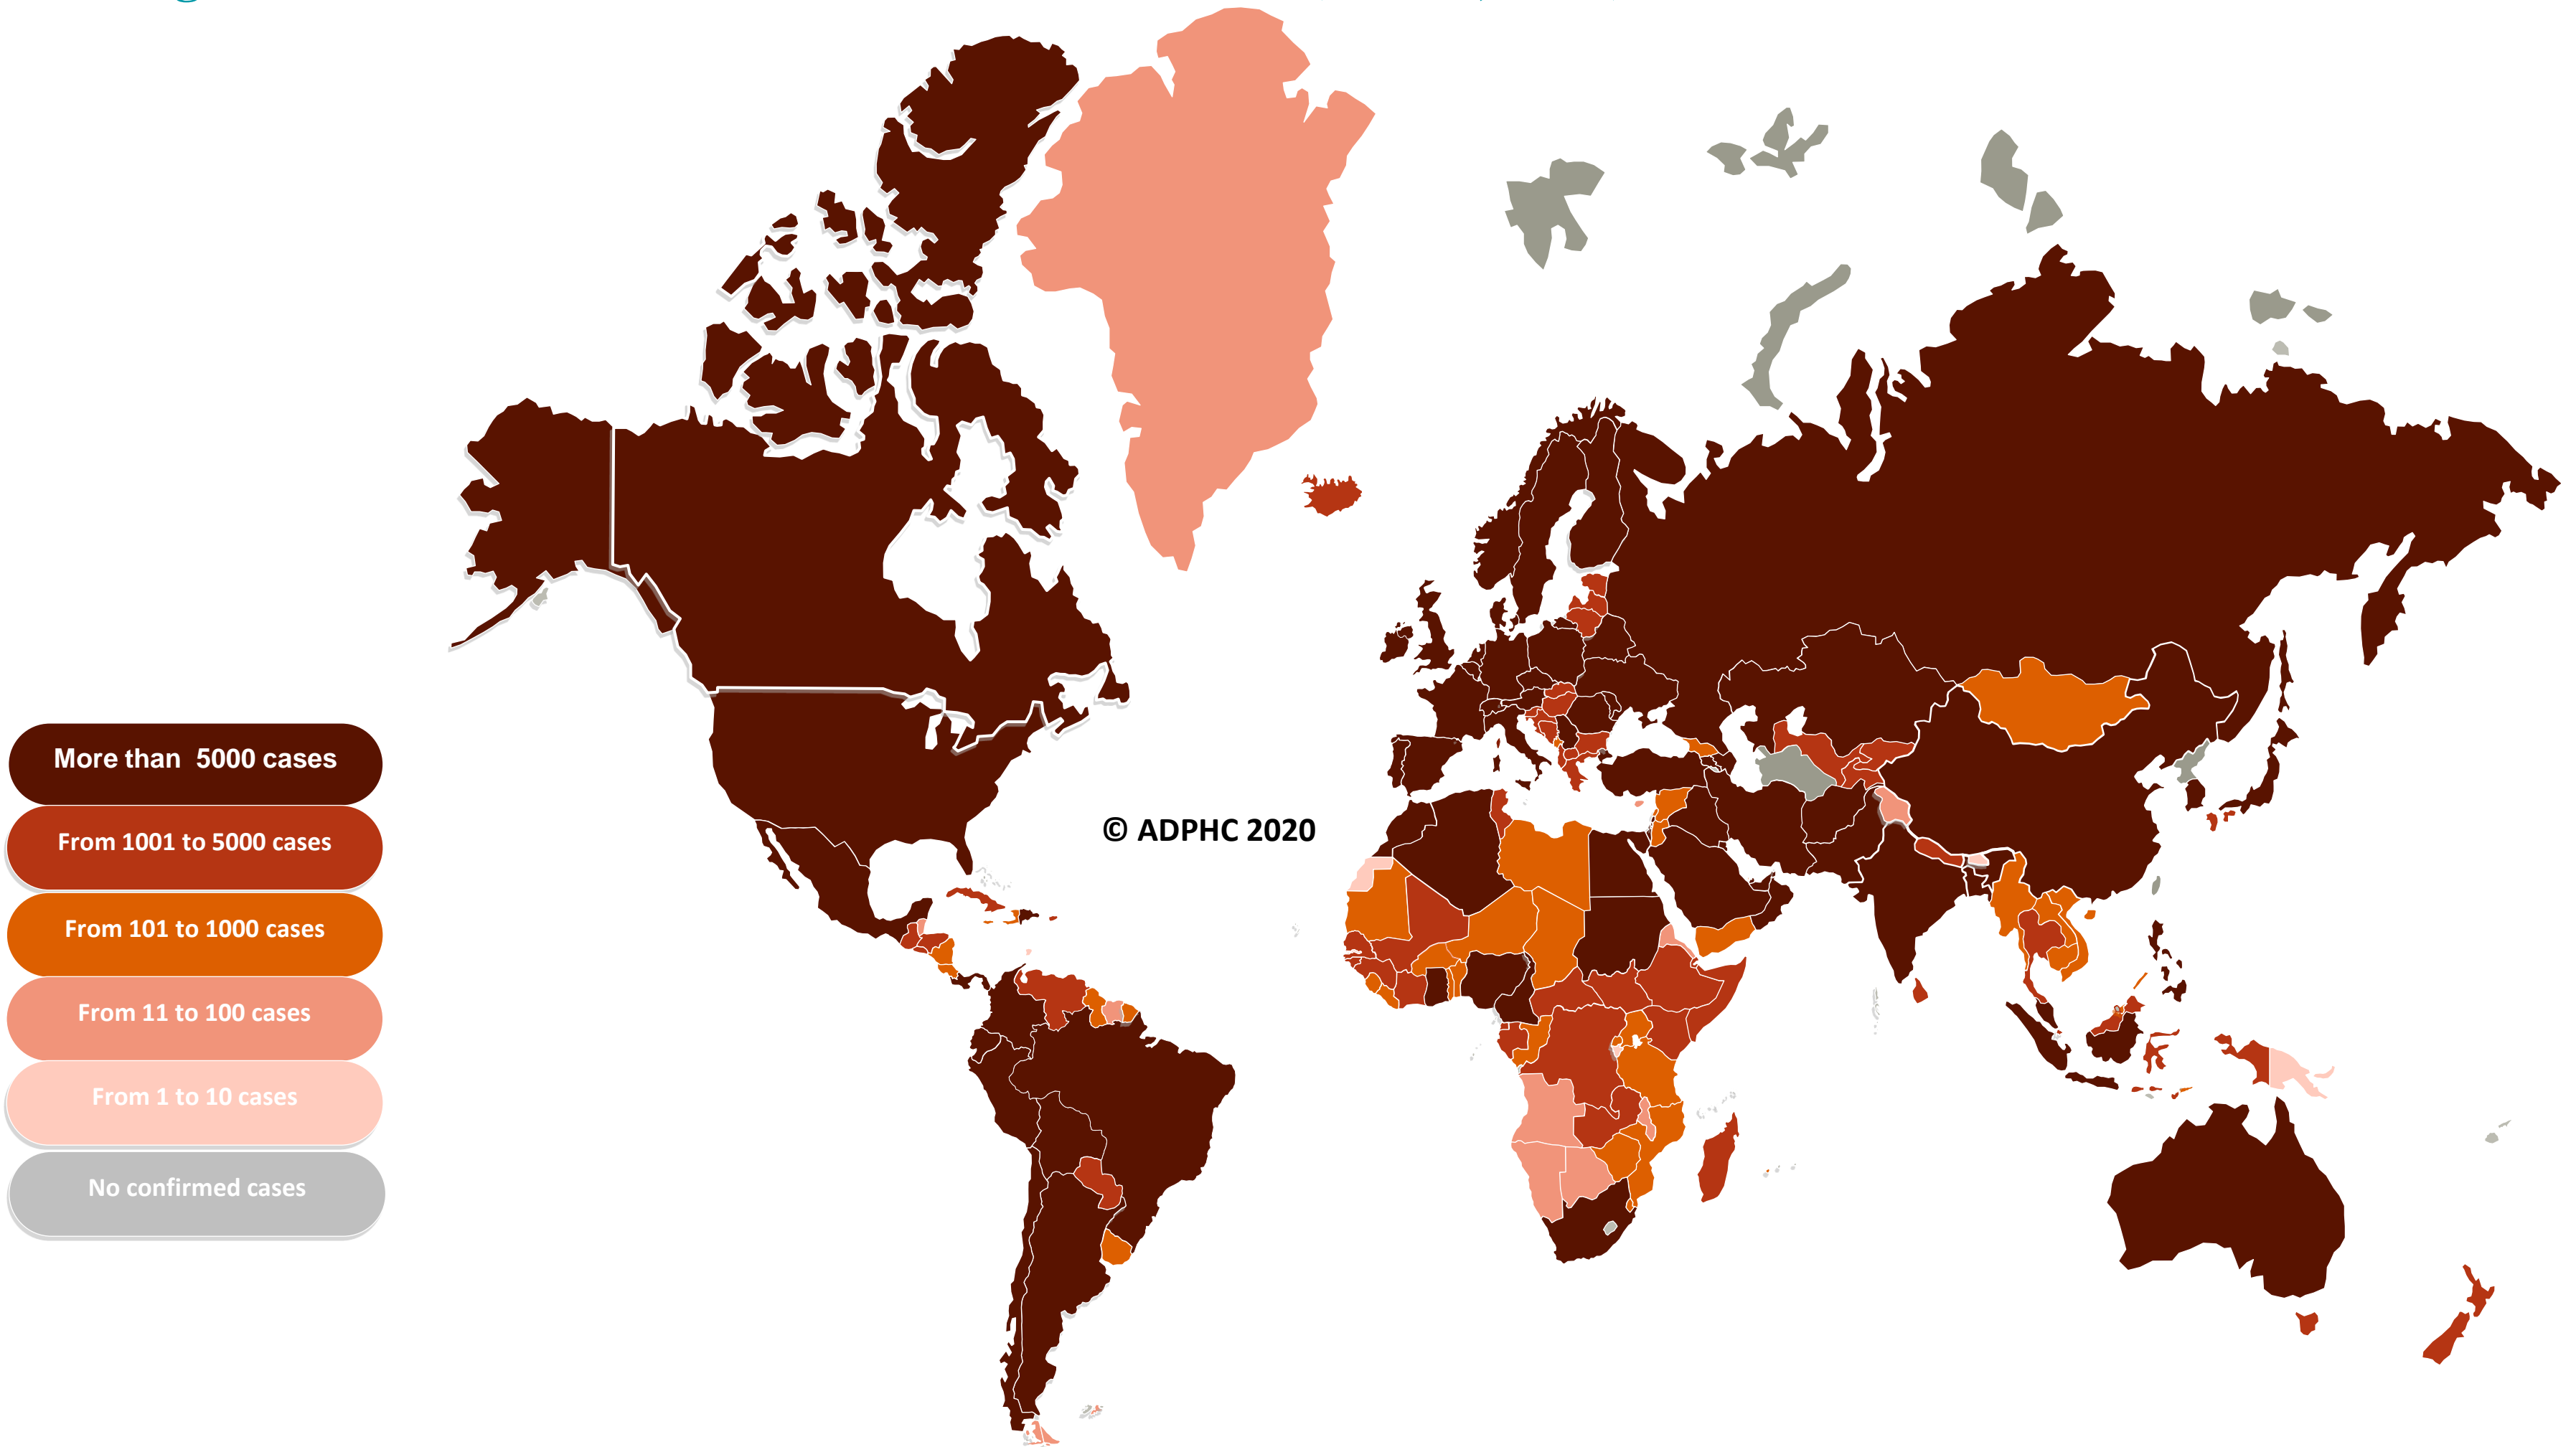 More than 5000 cases
From 1001 to 5000 cases
From 101 to 1000 cases
From 11 to 100 cases
From 1 to 10 cases
No confirmed cases
© ADPHC 2020